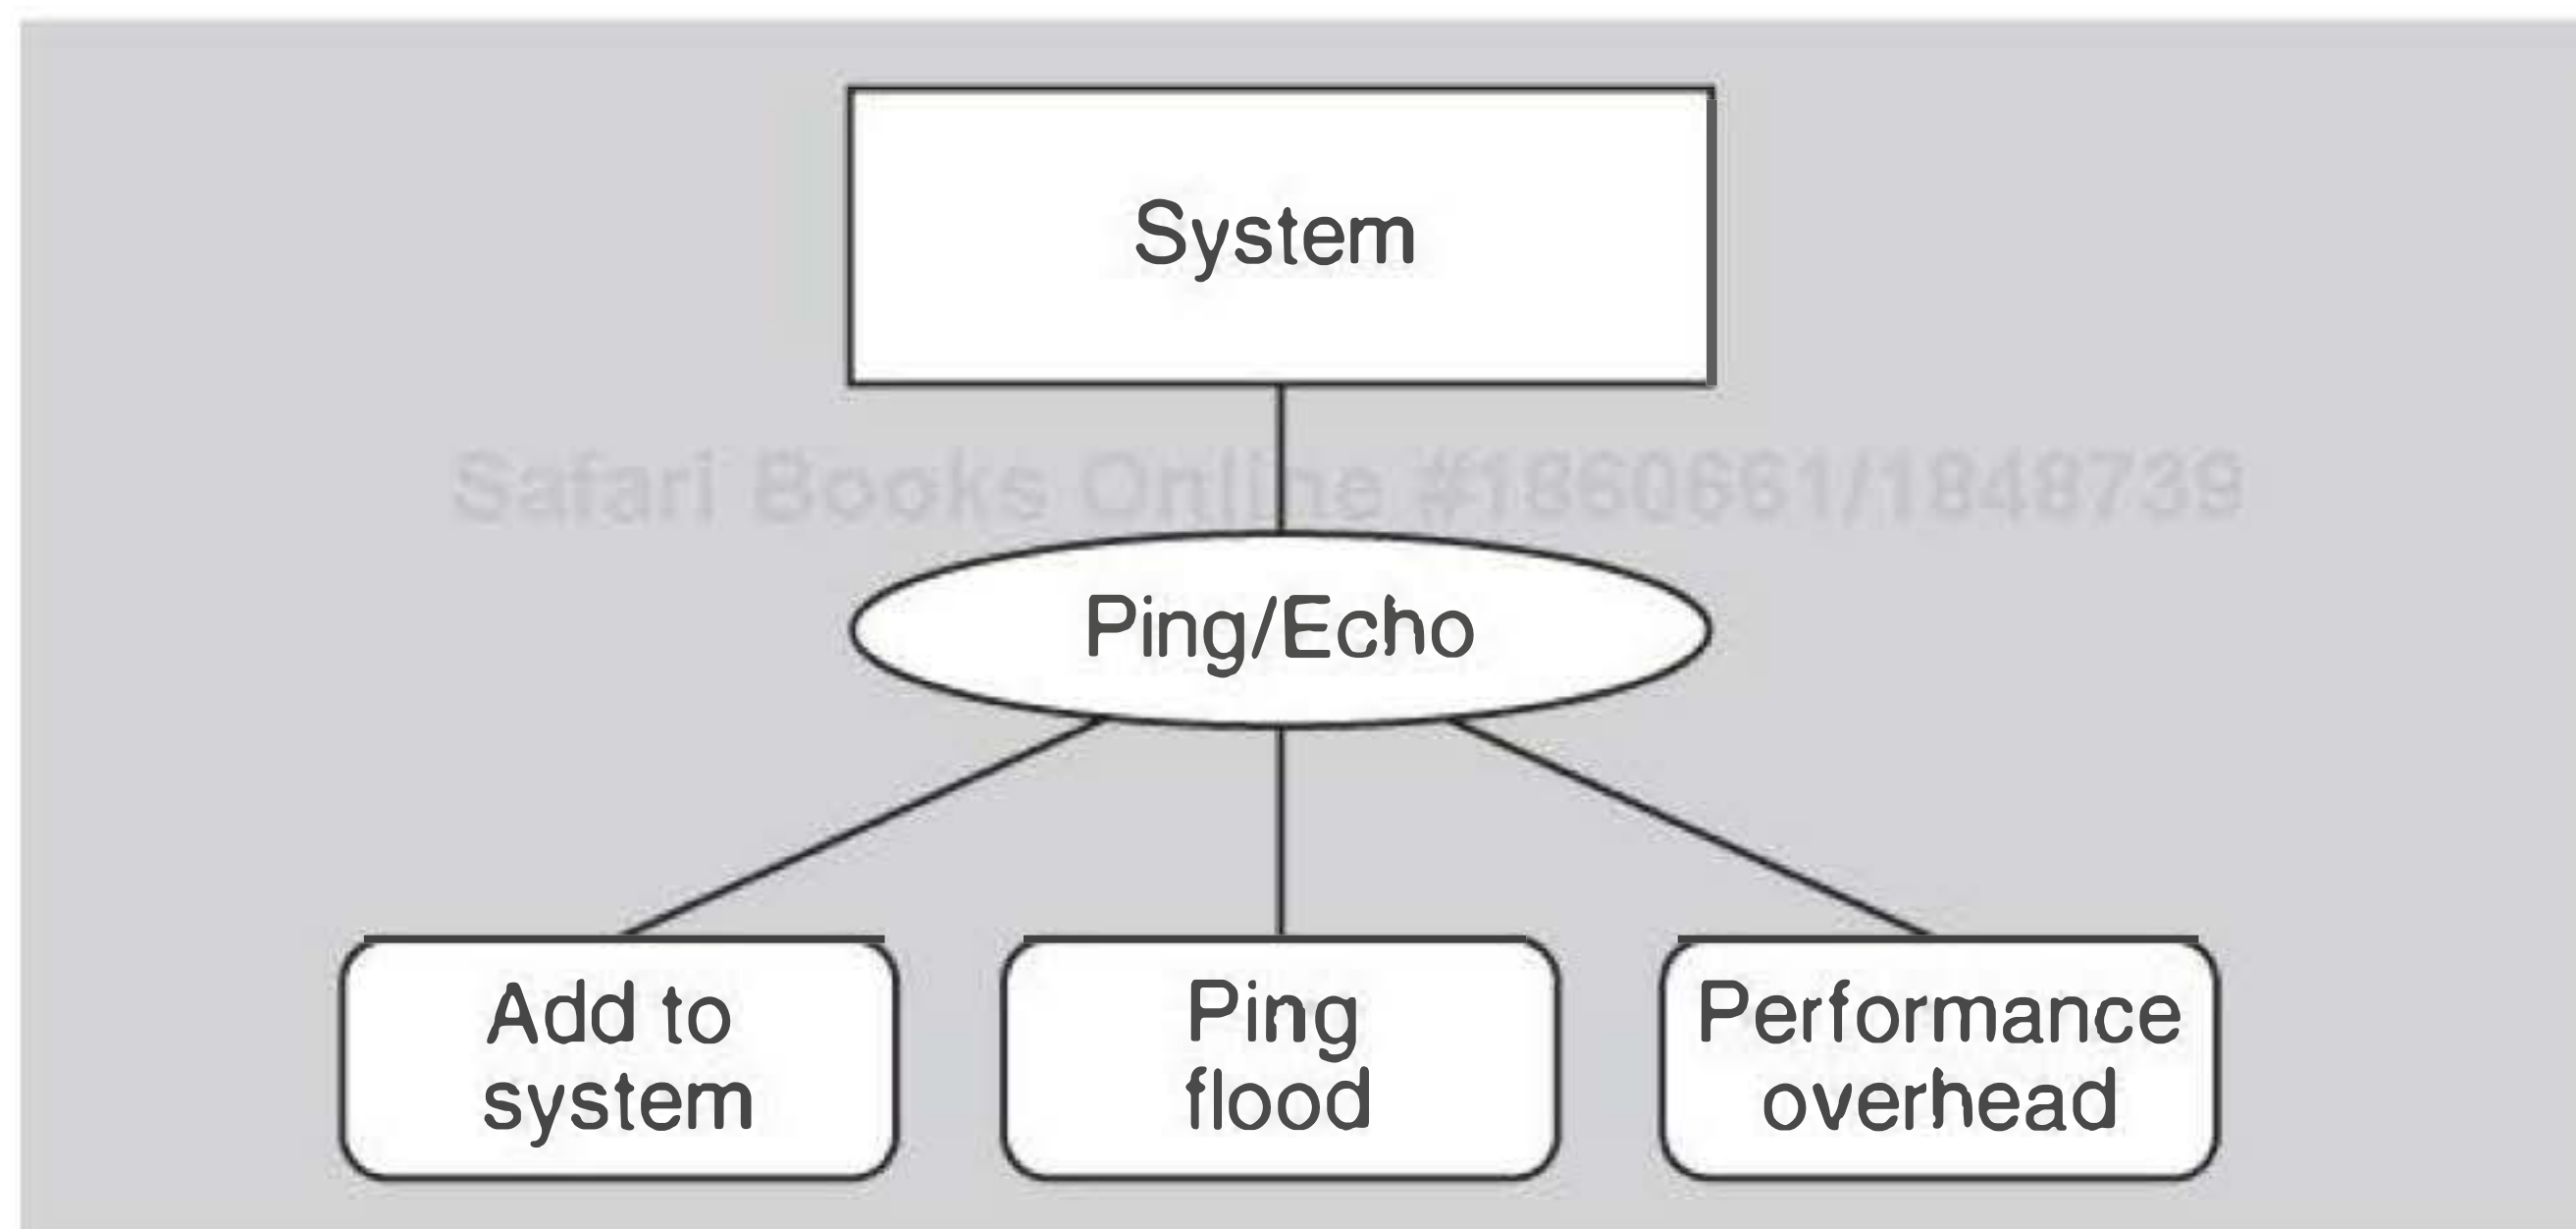 System
Safari Books Online #1860661/1848739
Ping/Echo
Add to
system
Ping
flood
Performance
overhead